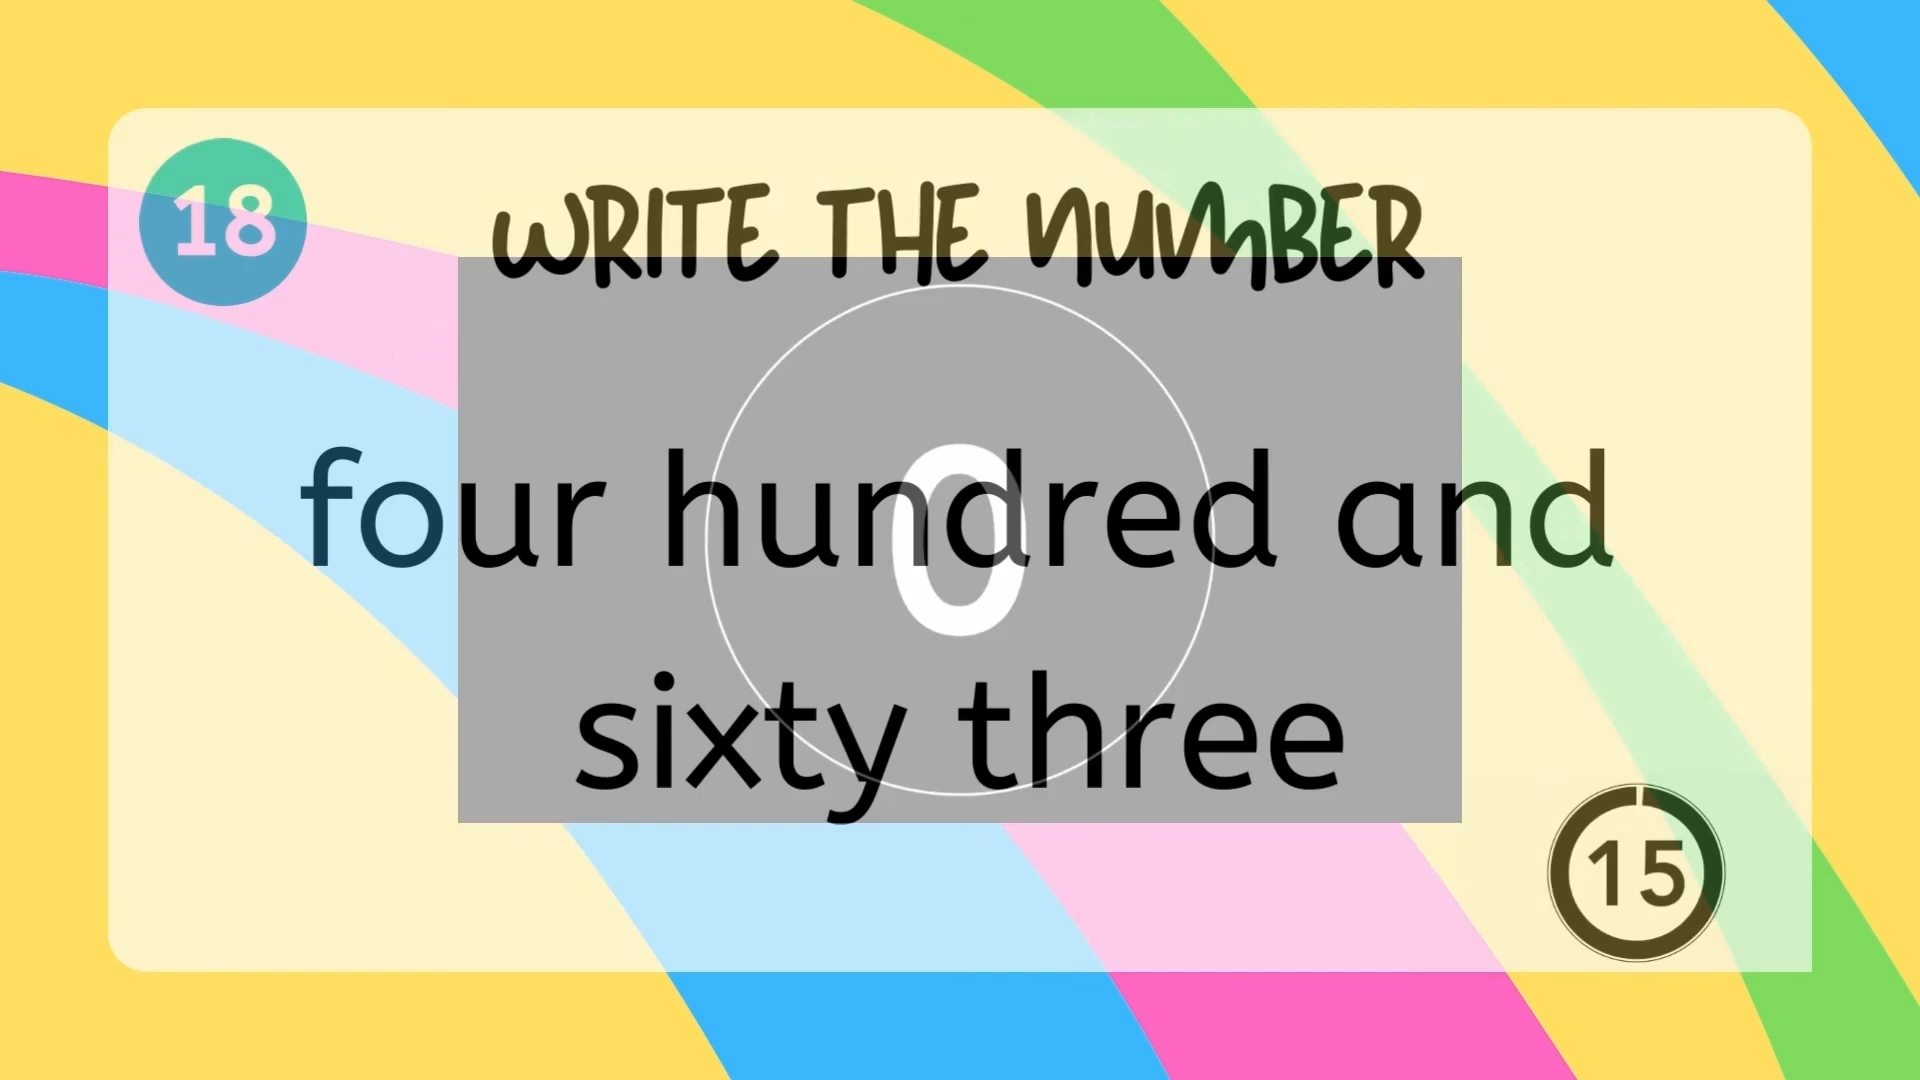 18
WRITE THE NUMBER
0
four hundred and
sixty three
15